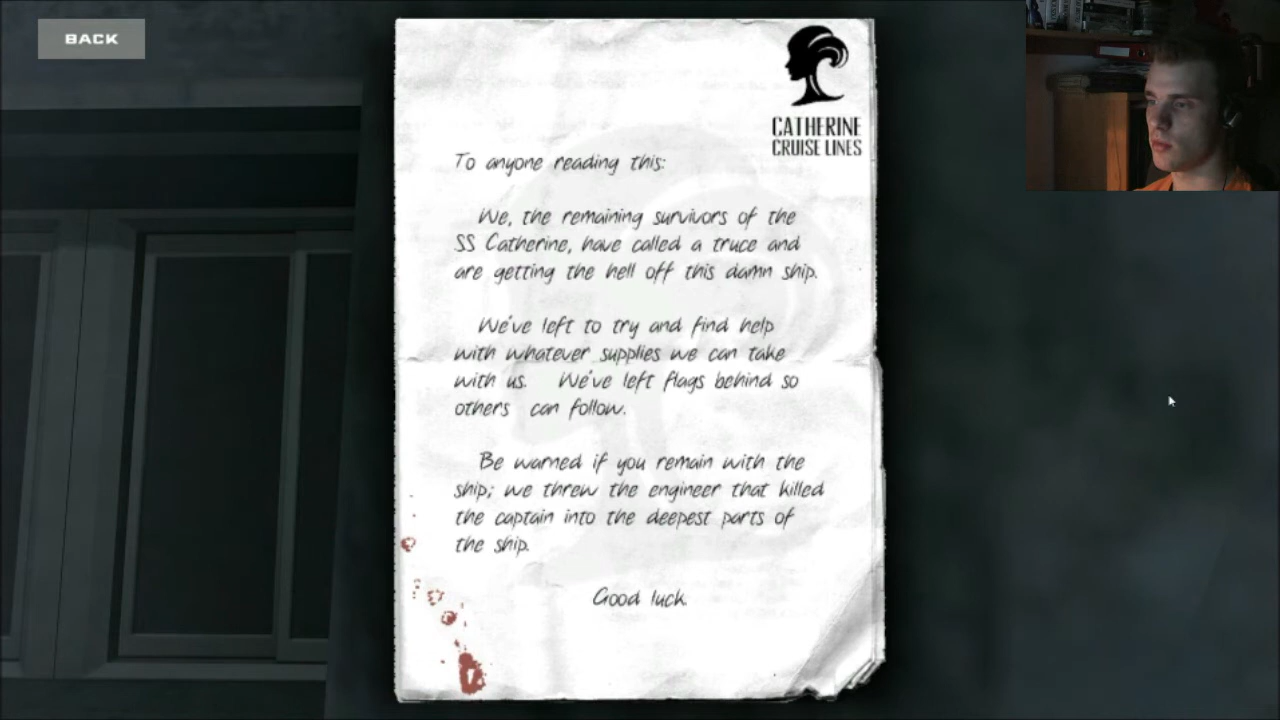 BACK
CATHERINE
CRUISE LINES
To anyone reading this:
We, the remaining survivors of the
SS Catherine, have called a truce and
are getting the hell off this damn ship.
We've left to try and find help
with whatever supplies we can take
with us. We've left flags behind so
others can follow.
Be warned if you remain with the
ship; we threw the engineer that killed
the captain into the deepest parts of
the ship.
Good luck.